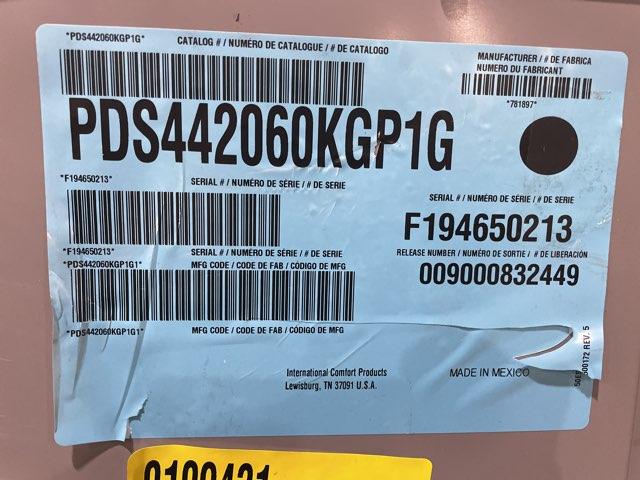 *PDS442060KGP1G*
CATALOG # / NUMÉRO DE CATALOGUE / # DE CATALOGO
MANUFACTURER / # DE FABRICA
NUMERO DU FABRICANT
*781897*
PDS442060KGP1G
*F194650213*
SERIAL # / NUMÉRO DE SÉRIE / # DE SERIE
SERIAL # / NUMÉRO DE SÉRIE / # DE SERIE
F194650213
*F194650213*
SERIAL # / NUMÉRO DE SÉRIE / # DE SERIE
RELEASE NUMBER / NUMÉRO DE SORTIE / # DE LIBERACIÓN
*PDS442060KGP1G1*
MFG CODE / CODE DE FAB / CÓDIGO DE MFG
009000832449
*PDS442060KGP1G1*
MFG CODE / CODE DE FAB / CÓDIGO DE MFG
International Comfort Products
Lewisburg, TN 37091 U.S.A.
MADE IN MEXICO
REV. 5